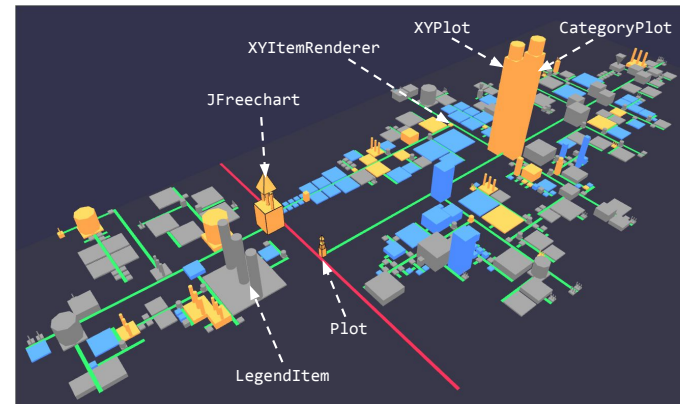 XYPlot
CategoryPlot
XYItemRenderer
JFreechart
Plot
LegendItem